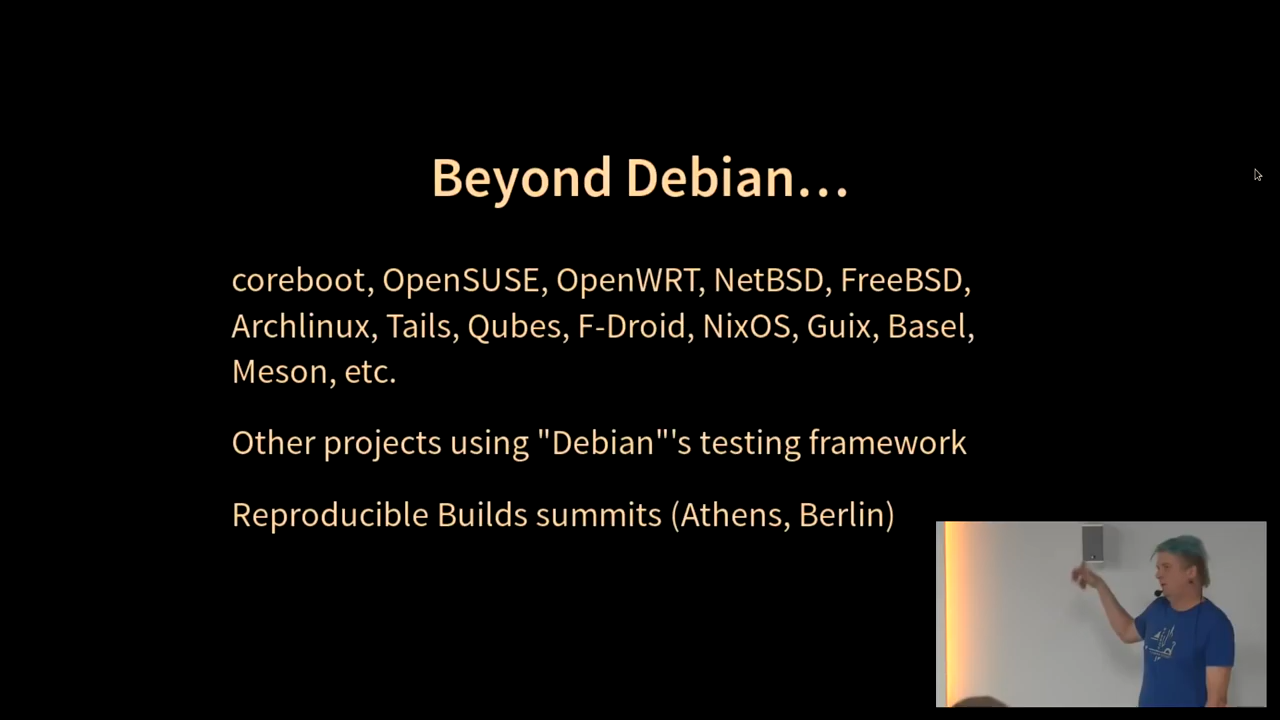 Beyond Debian...
coreboot, OpenSUSE, OpenWRT, NetBSD, FreeBSD,
Archlinux, Tails, Qubes, F-Droid, NixOS, Guix, Basel,
Meson, etc.
Other projects using "Debian"'s testing framework
Reproducible Builds summits (Athens, Berlin)